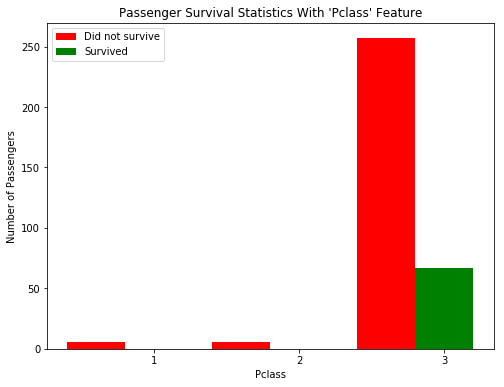 Passenger Survival Statistics With 'Pclass' Feature
Did not survive
Survived
250
200
150
100
50
0
Number of Passengers
1 2 3
Pclass